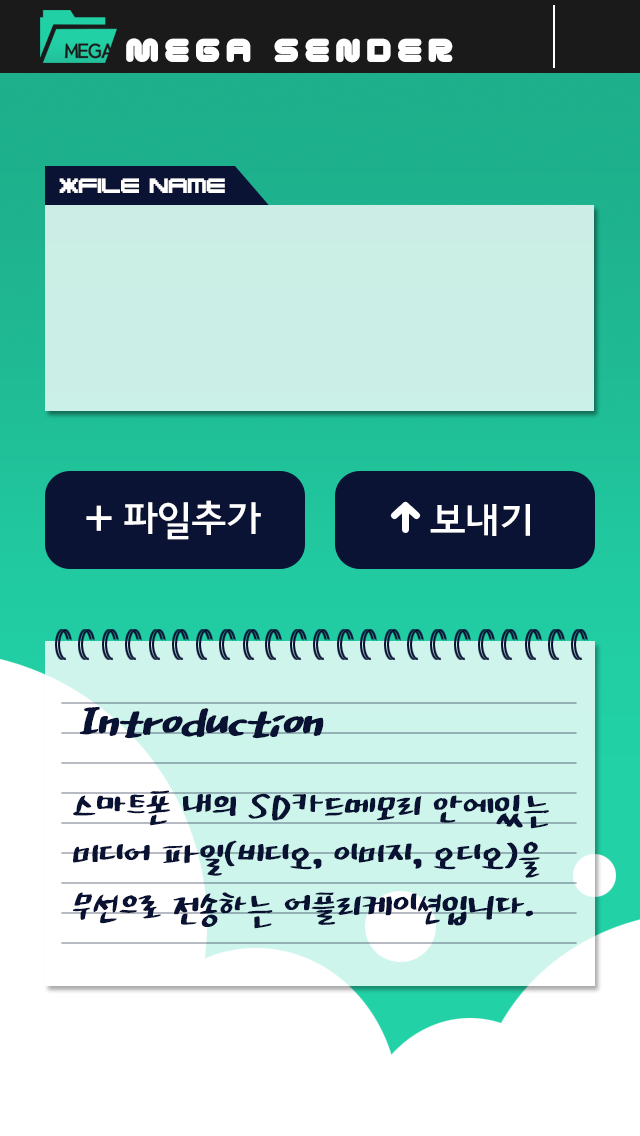 MEGA MEGA SENDER
ЖFILE NAME
+ 파일추가
↑ 보내기
Introduction
스마트폰 내의 SD카드메모리 안에있는
미디어 파일(비디오, 이미지, 오디오)을
무선으로 전송하는 어플리케이션입니다.